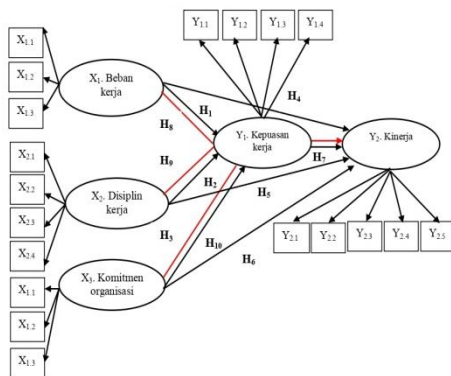 X1.1
X1.2
X1.3
X1. Beban
kerja
Y1.1
Y1.2
Y1.3
Y1.4
H4
H1
H8
Y1. Kepuasan
kerja
Y2. Kinerja
H7
H9
X2.1
X2.2
X2.3
X2.4
X2. Disiplin
kerja
H2
H5
H3
H10
H6
Y2.1
Y2.2
Y2.3
Y2.4
Y2.5
X3. Komitmen
organisasi
X1.1
X1.2
X1.3